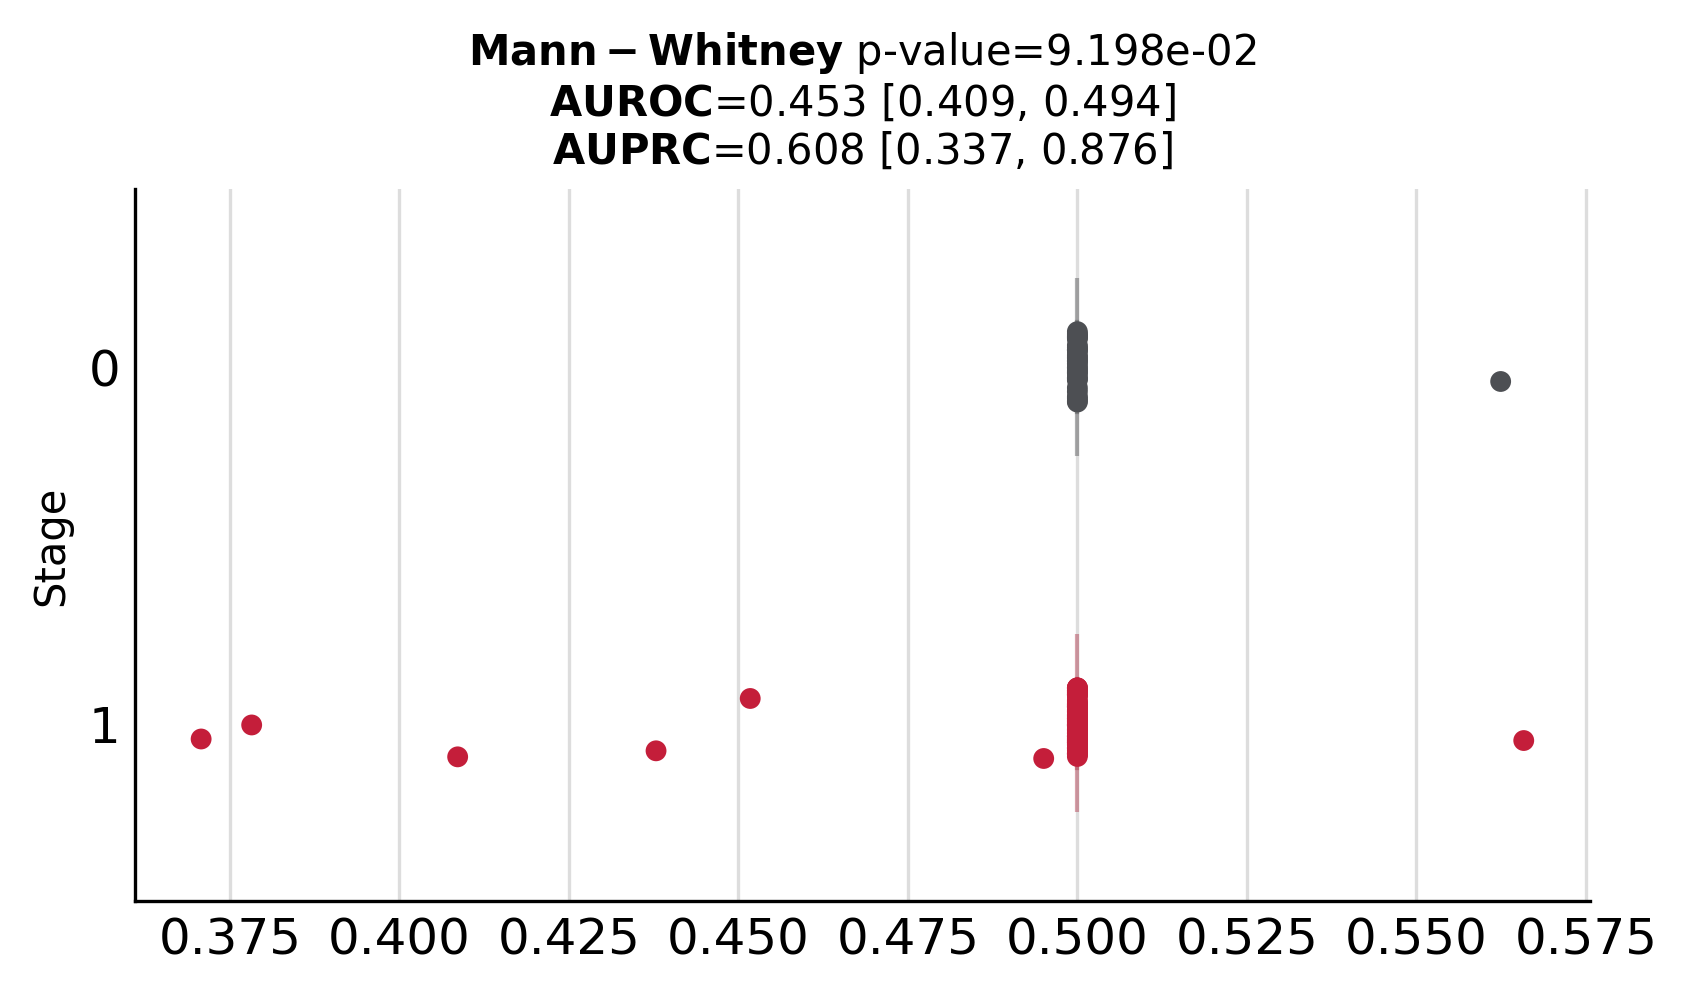 Mann−Whitney p-value=9.198e-02
AUROC=0.453 [0.409, 0.494]
AUPRC=0.608 [0.337, 0.876]
0
Stage
1
0.375 0.400 0.425 0.450 0.475 0.500 0.525 0.550 0.575